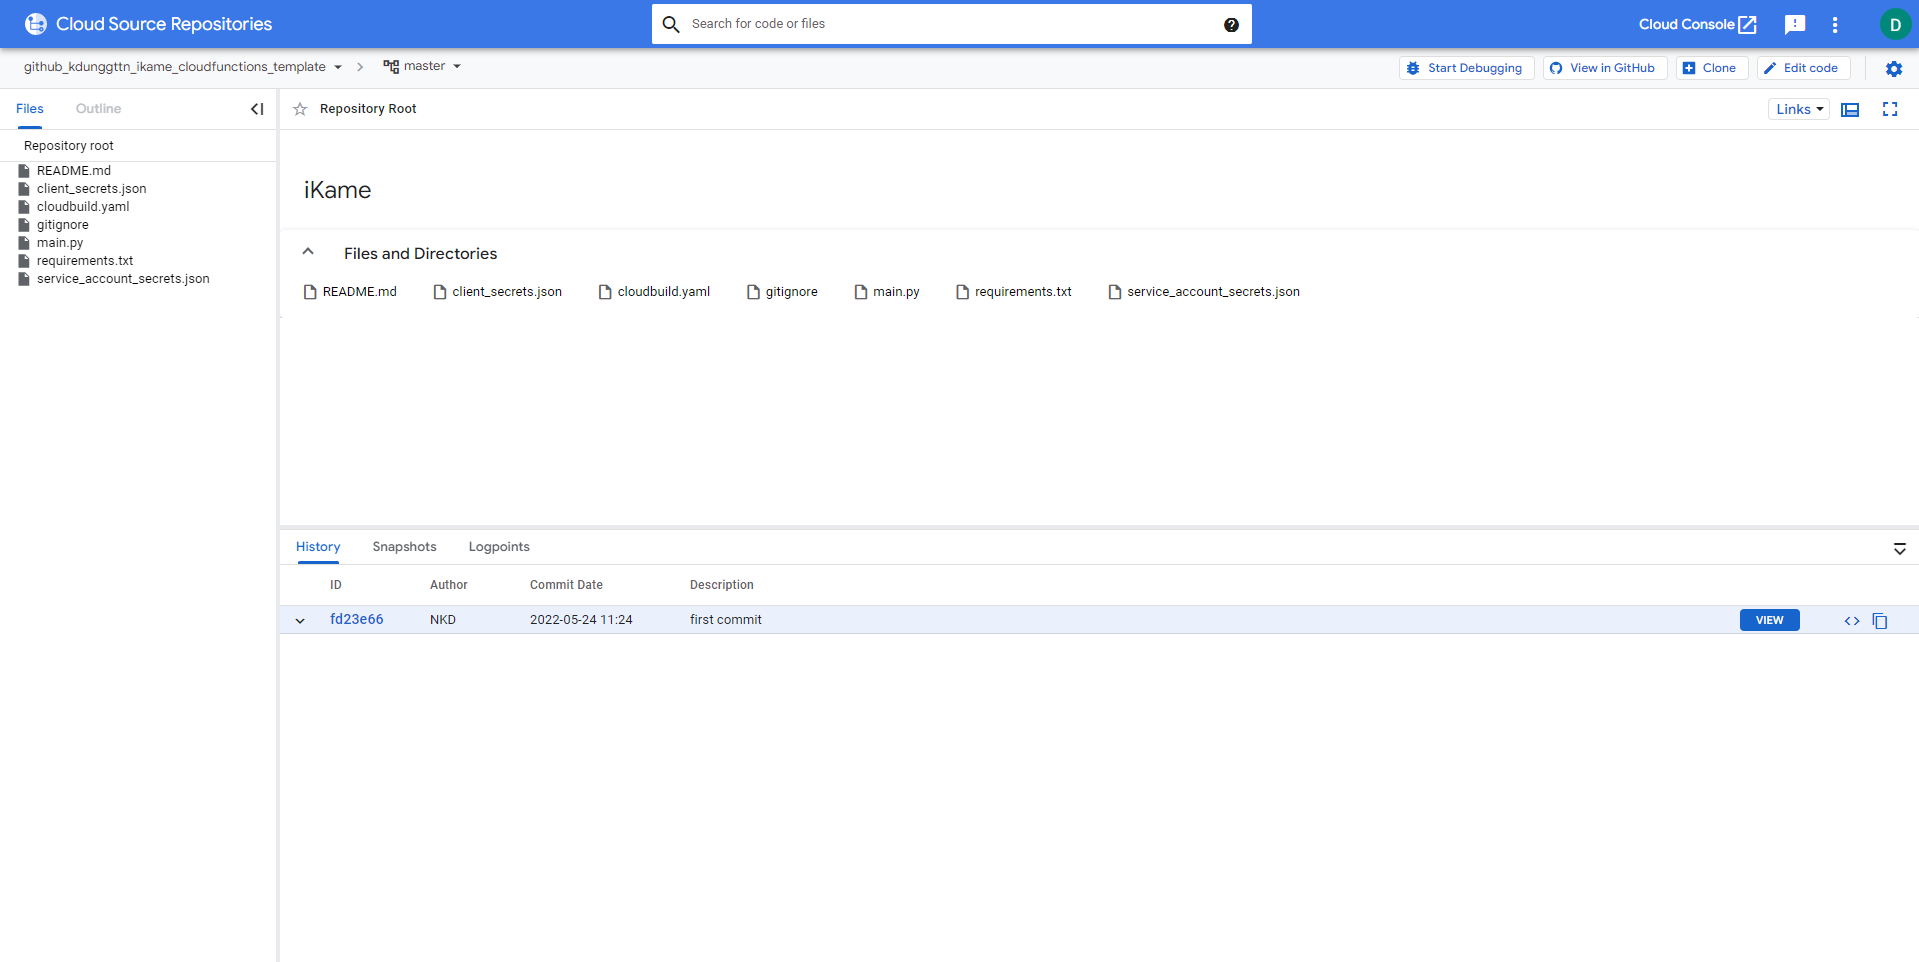 Cloud Source Repositories
Search for code or files
Cloud Console
D
github_kdunggttn_ikame_cloudfunctions_template
master
Start Debugging
View in GitHub
Clone
Edit code
Files
Outline
Repository Root
Links
Repository root
README.md
client_secrets.json
cloudbuild.yaml
gitignore
main.py
requirements.txt
service_account_secrets.json
iKame
Files and Directories
README.md client_secrets.json cloudbuild.yaml gitignore main.py requirements.txt service_account_secrets.json
History Snapshots Logpoints
ID Author Commit Date Description
fd23e66 NKD 2022-05-24 11:24 first commit VIEW